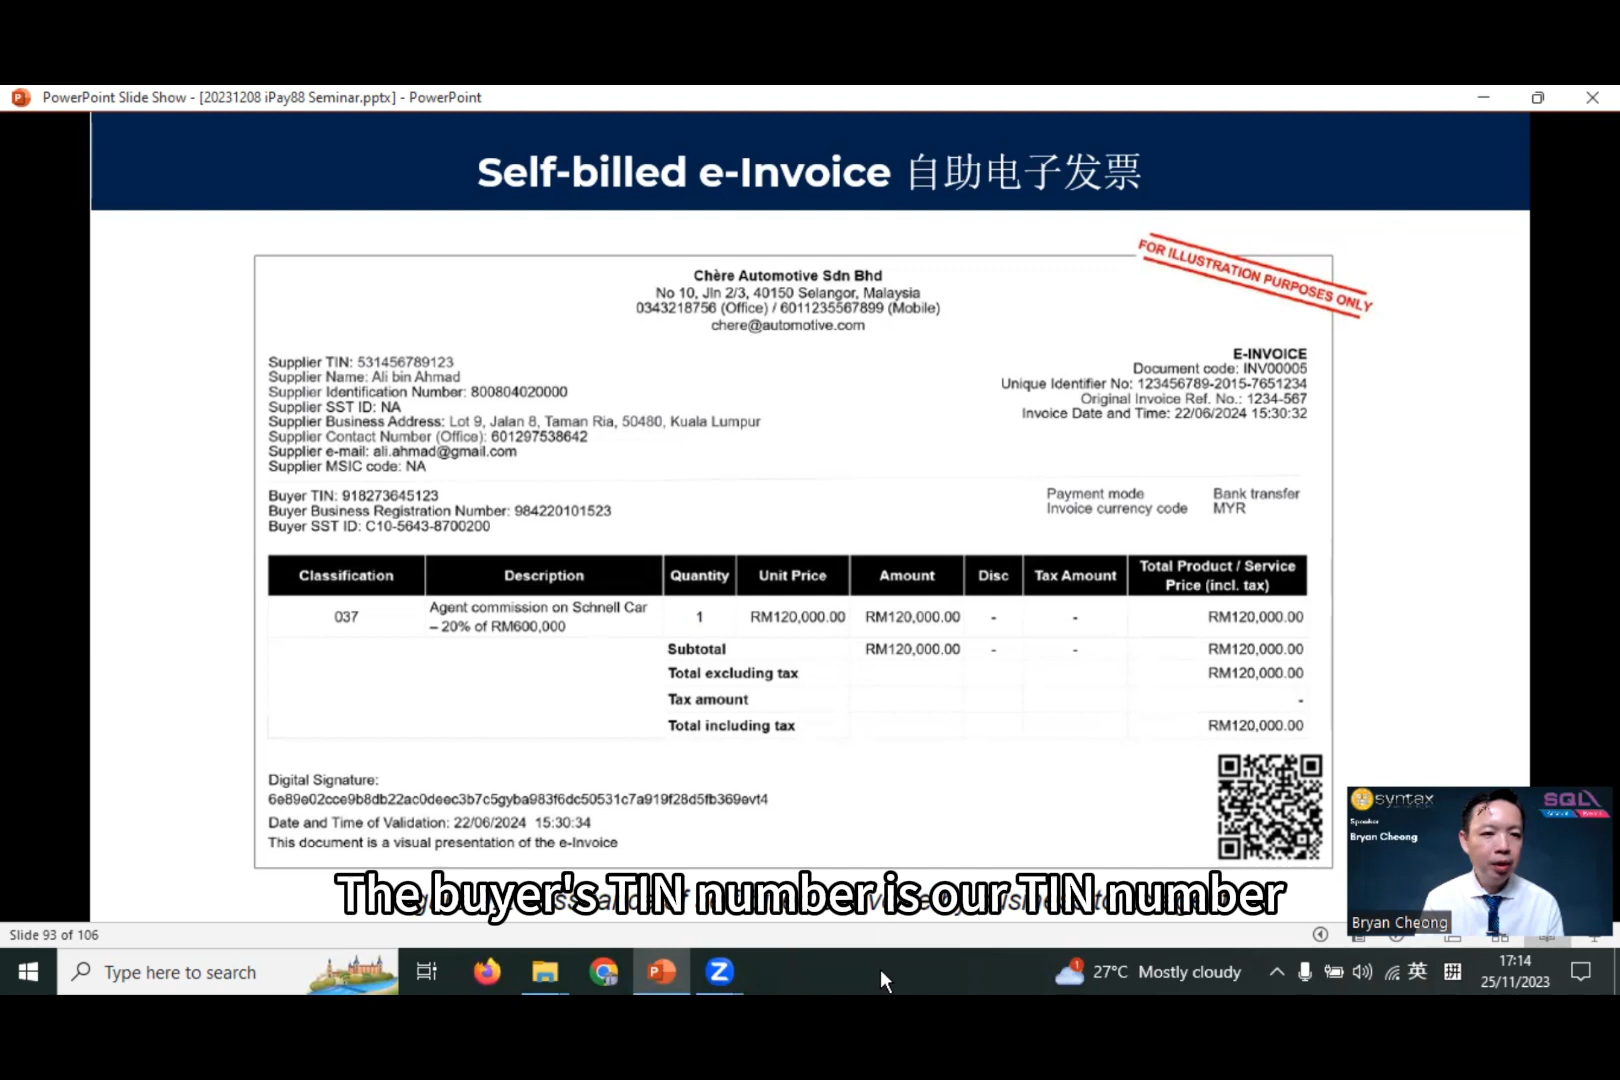 PowerPoint Slide Show - [20231208 iPay88 Seminar.pptx] - PowerPoint
Self-billed e-Invoice 自助电子发票
FOR ILLUSTRATION PURPOSES ONLY
Chère Automotive Sdn Bhd
No 10, Jln 2/3, 40150 Selangor, Malaysia
0343218756 (Office) / 6011235567899 (Mobile)
chere@automotive.com
E-INVOICE
Document code: INV00005
Unique Identifier No: 123456789-2015-7651234
Original Invoice Ref. No.: 1234-567
Invoice Date and Time: 22/06/2024 15:30:32
Supplier TIN: 531456789123
Supplier Name: Ali bin Ahmad
Supplier Identification Number: 800804020000
Supplier SST ID: NA
Supplier Business Address: Lot 9, Jalan 8, Taman Ria, 50480, Kuala Lumpur
Supplier Contact Number (Office): 601297538642
Supplier e-mail: ali.ahmad@gmail.com
Supplier MSIC code: NA
Buyer TIN: 918273645123
Buyer Business Registration Number: 984220101523
Buyer SST ID: C10-5643-8700200
Payment mode Bank transfer
Invoice currency code MYR
Classification Description Quantity Unit Price Amount Disc Tax Amount Total Product / Service Price (incl. tax)
037 Agent commission on Schnell Car – 20% of RM600,000 1 RM120,000.00 RM120,000.00 - - RM120,000.00
Subtotal RM120,000.00 - - RM120,000.00
Total excluding tax RM120,000.00
Tax amount -
Total including tax RM120,000.00
Digital Signature:
6e89e02cce9b8db22ac0deec3b7c5gyba983f6dc50531c7a919f28d5fb369evt4
Date and Time of Validation: 22/06/2024 15:30:34
This document is a visual presentation of the e-Invoice
syntax
SQL
Speaker
Bryan Cheong
Bryan Cheong
The buyer's TIN number is our TIN number
Slide 93 of 106
Type here to search
27°C Mostly cloudy
英
拼
17:14
25/11/2023